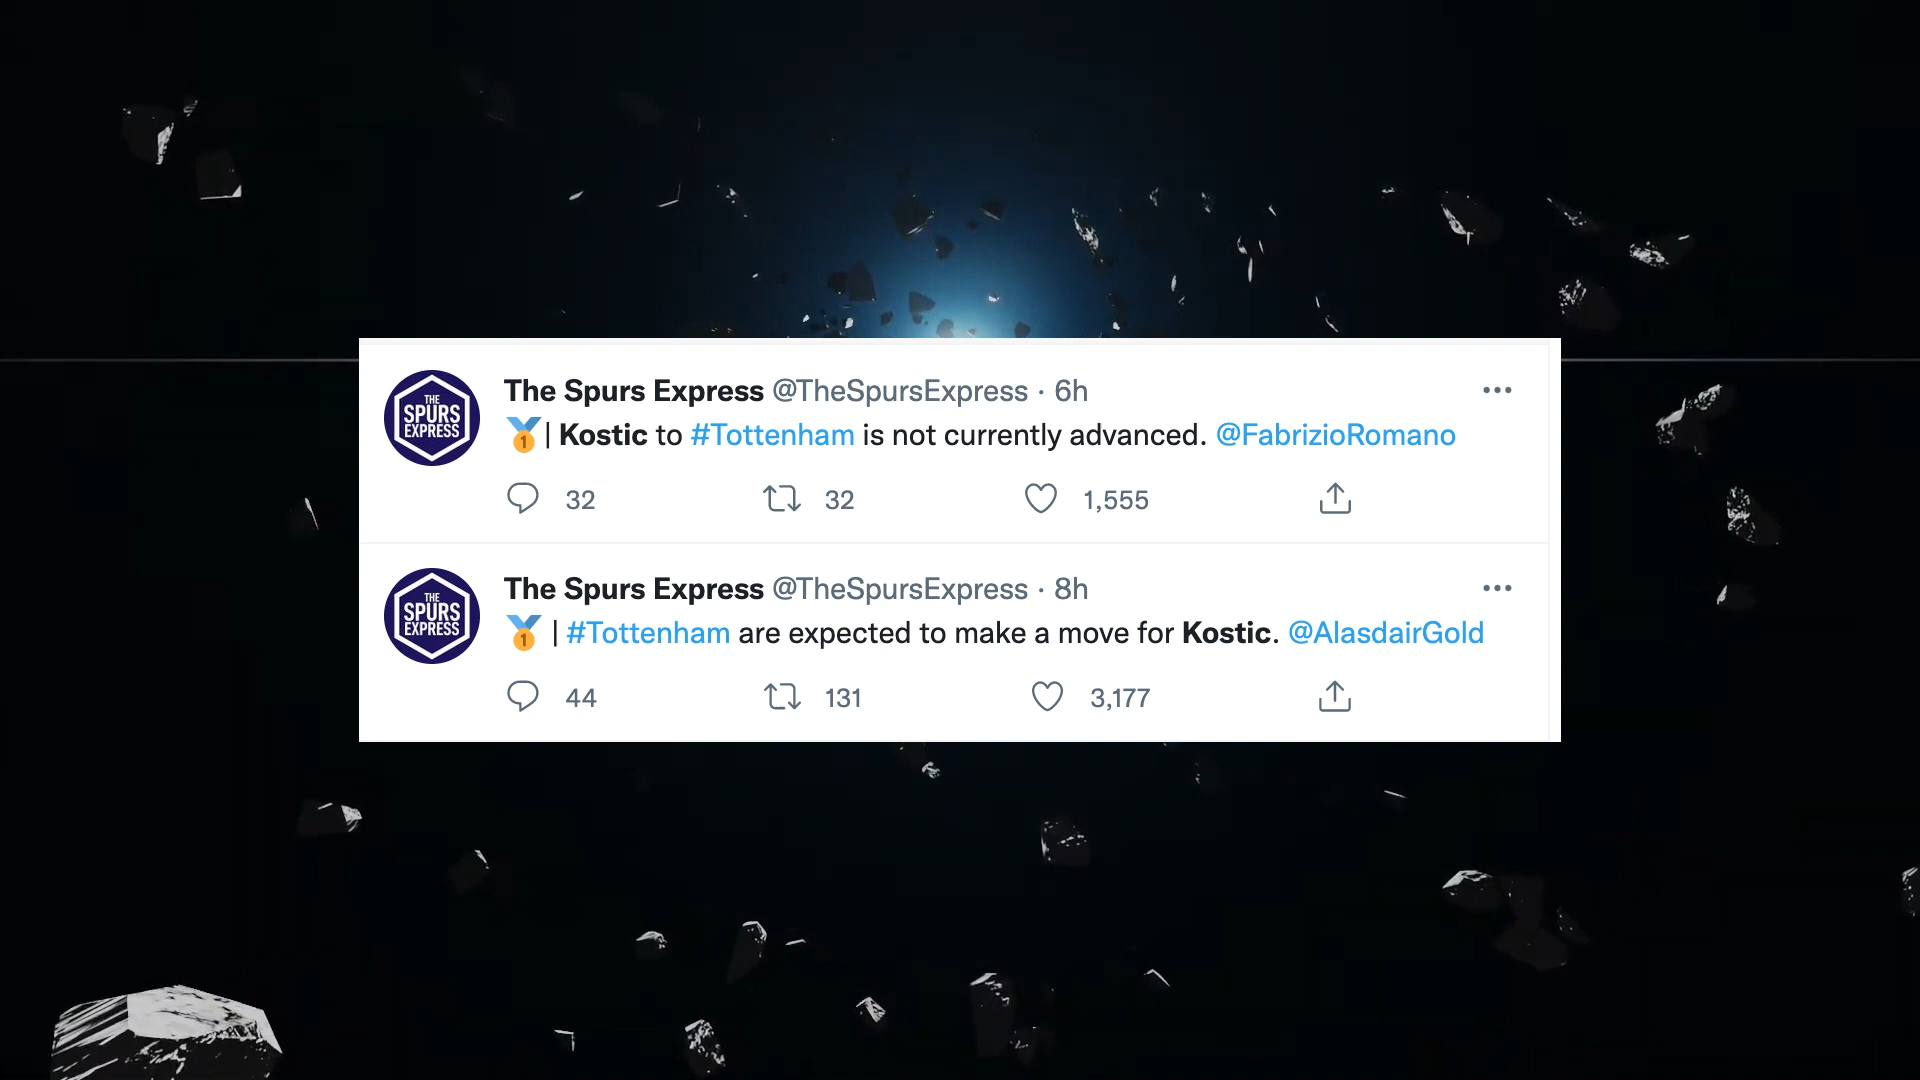 THE
SPURS
EXPRESS
The Spurs Express @TheSpursExpress · 6h
🥇| Kostic to #Tottenham is not currently advanced. @FabrizioRomano
32 32 1,555
THE
SPURS
EXPRESS
The Spurs Express @TheSpursExpress · 8h
🥇 | #Tottenham are expected to make a move for Kostic. @AlasdairGold
44 131 3,177